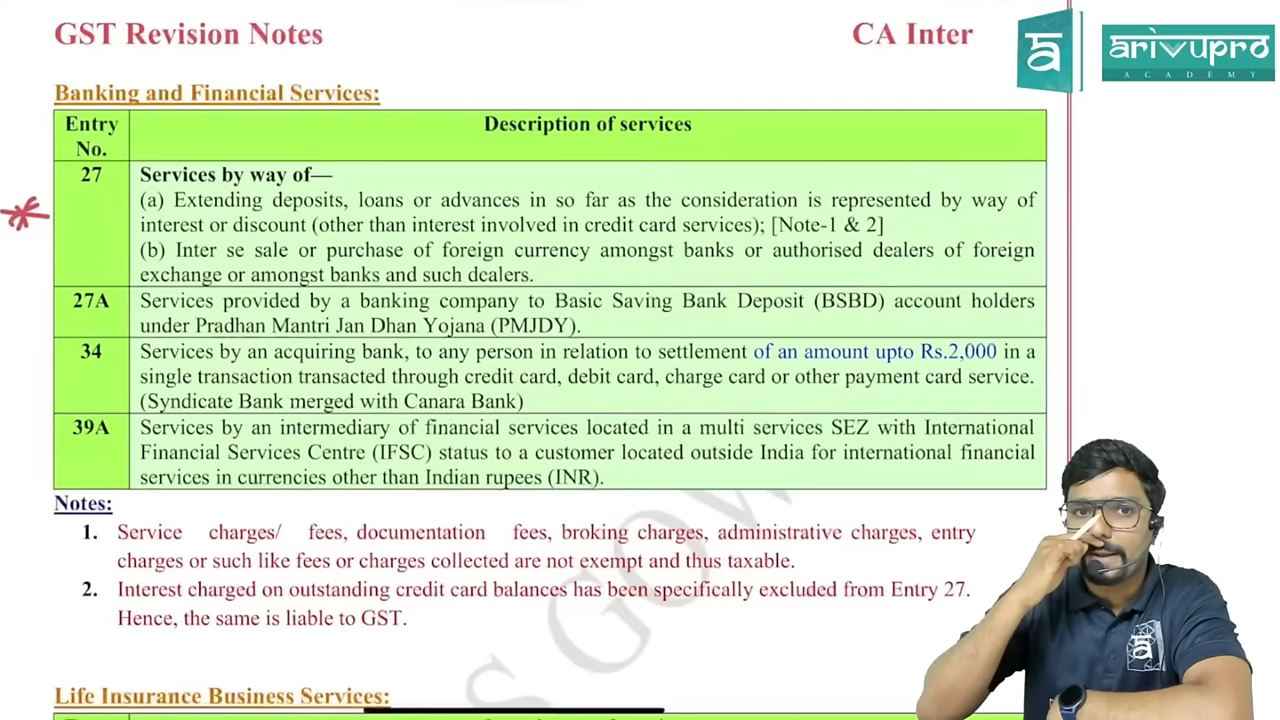 GST Revision Notes CA Inter
arivupro
ACADEMY
Banking and Financial Services:
Entry No. Description of services
27 Services by way of—
(a) Extending deposits, loans or advances in so far as the consideration is represented by way of
interest or discount (other than interest involved in credit card services); [Note-1 & 2]
(b) Inter se sale or purchase of foreign currency amongst banks or authorised dealers of foreign
exchange or amongst banks and such dealers.
27A Services provided by a banking company to Basic Saving Bank Deposit (BSBD) account holders
under Pradhan Mantri Jan Dhan Yojana (PMJDY).
34 Services by an acquiring bank, to any person in relation to settlement of an amount upto Rs.2,000 in a
single transaction transacted through credit card, debit card, charge card or other payment card service.
(Syndicate Bank merged with Canara Bank)
39A Services by an intermediary of financial services located in a multi services SEZ with International
Financial Services Centre (IFSC) status to a customer located outside India for international financial
services in currencies other than Indian rupees (INR).
Notes:
1. Service charges/ fees, documentation fees, broking charges, administrative charges, entry
charges or such like fees or charges collected are not exempt and thus taxable.
2. Interest charged on outstanding credit card balances has been specifically excluded from Entry 27.
Hence, the same is liable to GST.
S GOW
Life Insurance Business Services: